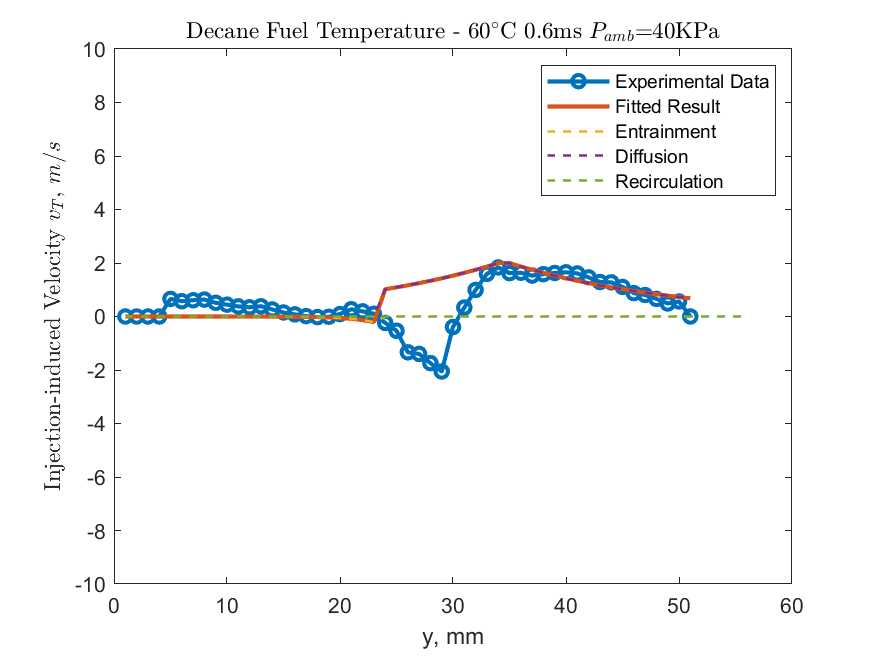 Decane Fuel Temperature - 60°C 0.6ms P_amb=40KPa
Experimental Data
Fitted Result
Entrainment
Diffusion
Recirculation
Injection-induced Velocity v_T, m/s
10
8
6
4
2
0
-2
-4
-6
-8
-10
0 10 20 30 40 50 60
y, mm